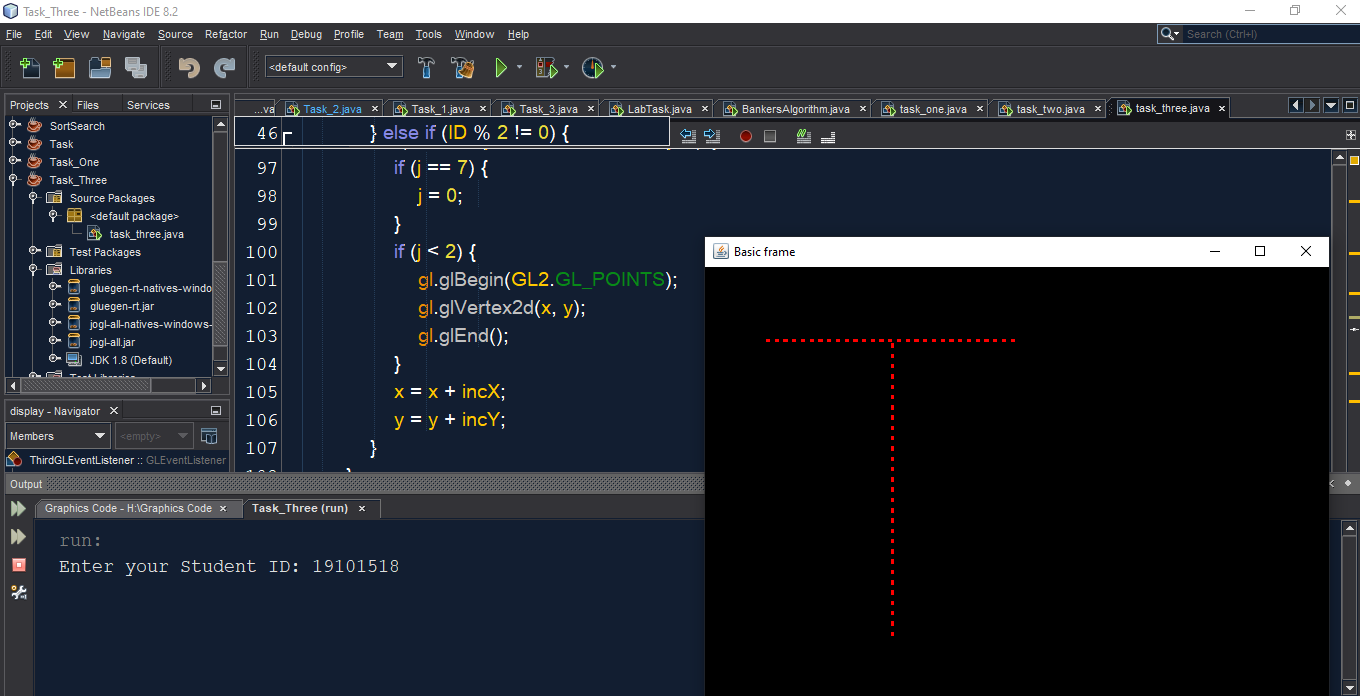 Task_Three - NetBeans IDE 8.2
File Edit View Navigate Source Refactor Run Debug Profile Team Tools Window Help
Search (Ctrl+I)
<default config>
Projects Files Services
...va Task_2.java Task_1.java Task_3.java LabTask.java BankersAlgorithm.java task_one.java task_two.java task_three.java
SortSearch
Task
Task_One
Task_Three
Source Packages
<default package>
task_three.java
Test Packages
Libraries
gluegen-rt-natives-windo
gluegen-rt.jar
jogl-all-natives-windows-
jogl-all.jar
JDK 1.8 (Default)
Test Libraries
46 } else if (ID % 2 != 0) {
97 if (j == 7) {
98 j = 0;
99 }
100 if (j < 2) {
101 gl.glBegin(GL2.GL_POINTS);
102 gl.glVertex2d(x, y);
103 gl.glEnd();
104 }
105 x = x + incX;
106 y = y + incY;
107 }
108 }
Basic frame
display - Navigator
Members <empty>
ThirdGLEventListener :: GLEventListener
Output
Graphics Code - H:\Graphics Code Task_Three (run)
run:
Enter your Student ID: 19101518